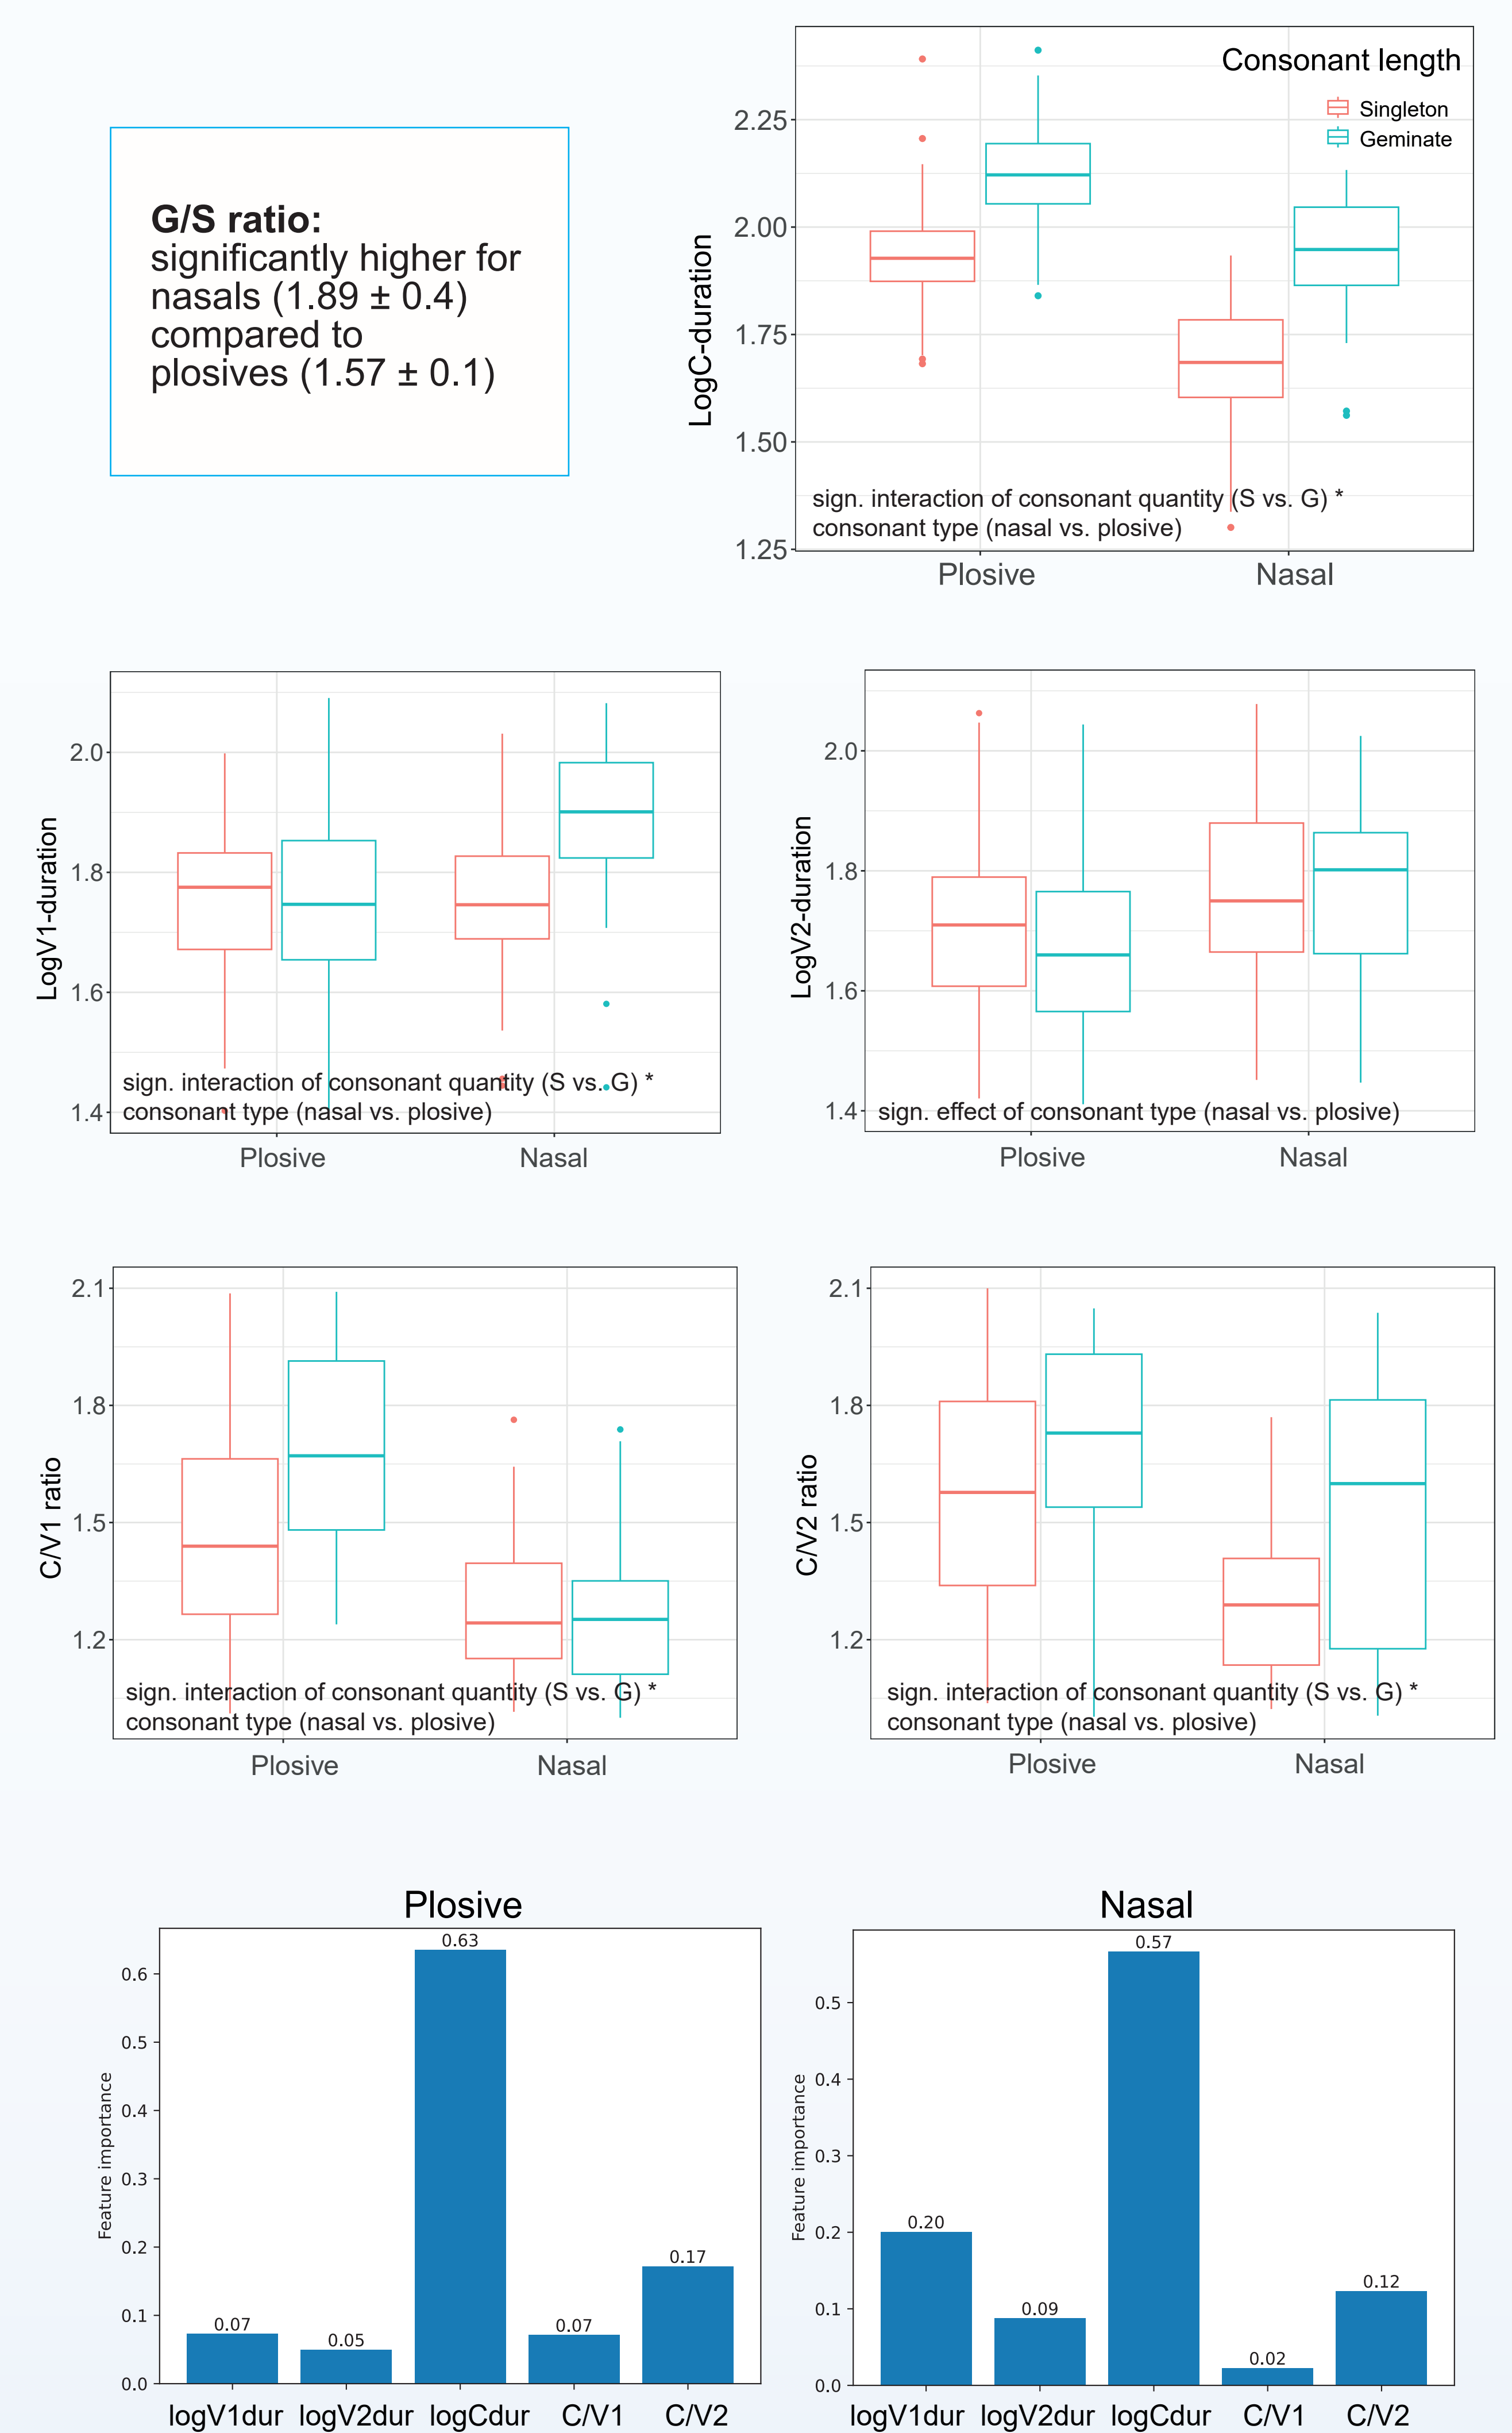 G/S ratio:
significantly higher for
nasals (1.89 ± 0.4)
compared to
plosives (1.57 ± 0.1)
LogC-duration
2.25
2.00
1.75
1.50
1.25
Consonant length
Singleton
Geminate
sign. interaction of consonant quantity (S vs. G) *
consonant type (nasal vs. plosive)
Plosive Nasal
LogV1-duration
2.0
1.8
1.6
1.4
sign. interaction of consonant quantity (S vs. G) *
consonant type (nasal vs. plosive)
Plosive Nasal
LogV2-duration
2.0
1.8
1.6
1.4
sign. effect of consonant type (nasal vs. plosive)
Plosive Nasal
C/V1 ratio
2.1
1.8
1.5
1.2
sign. interaction of consonant quantity (S vs. G) *
consonant type (nasal vs. plosive)
Plosive Nasal
C/V2 ratio
2.1
1.8
1.5
1.2
sign. interaction of consonant quantity (S vs. G) *
consonant type (nasal vs. plosive)
Plosive Nasal
Plosive
Feature importance
0.6
0.5
0.4
0.3
0.2
0.1
0.0
0.07 0.05 0.63 0.07 0.17
logV1dur logV2dur logCdur C/V1 C/V2
Nasal
Feature importance
0.5
0.4
0.3
0.2
0.1
0.0
0.20 0.09 0.57 0.02 0.12
logV1dur logV2dur logCdur C/V1 C/V2